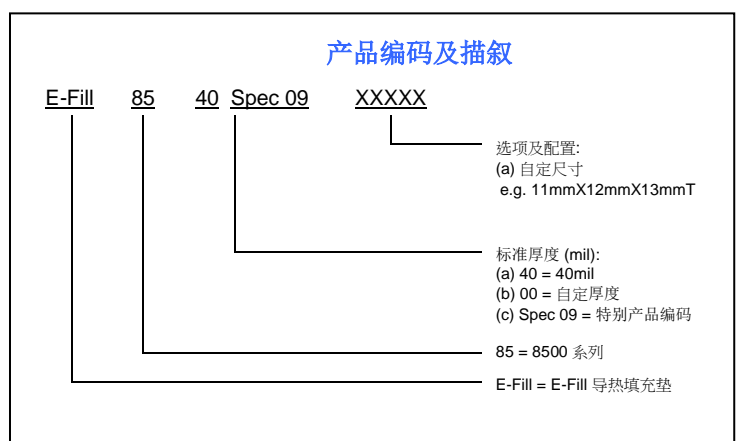 产品编码及描叙
E-Fill 85 40 Spec 09 XXXXX
选项及配置:
(a) 自定尺寸
e.g. 11mmX12mmX13mmT
标准厚度 (mil):
(a) 40 = 40mil
(b) 00 = 自定厚度
(c) Spec 09 = 特别产品编码
85 = 8500 系列
E-Fill = E-Fill 导热填充垫